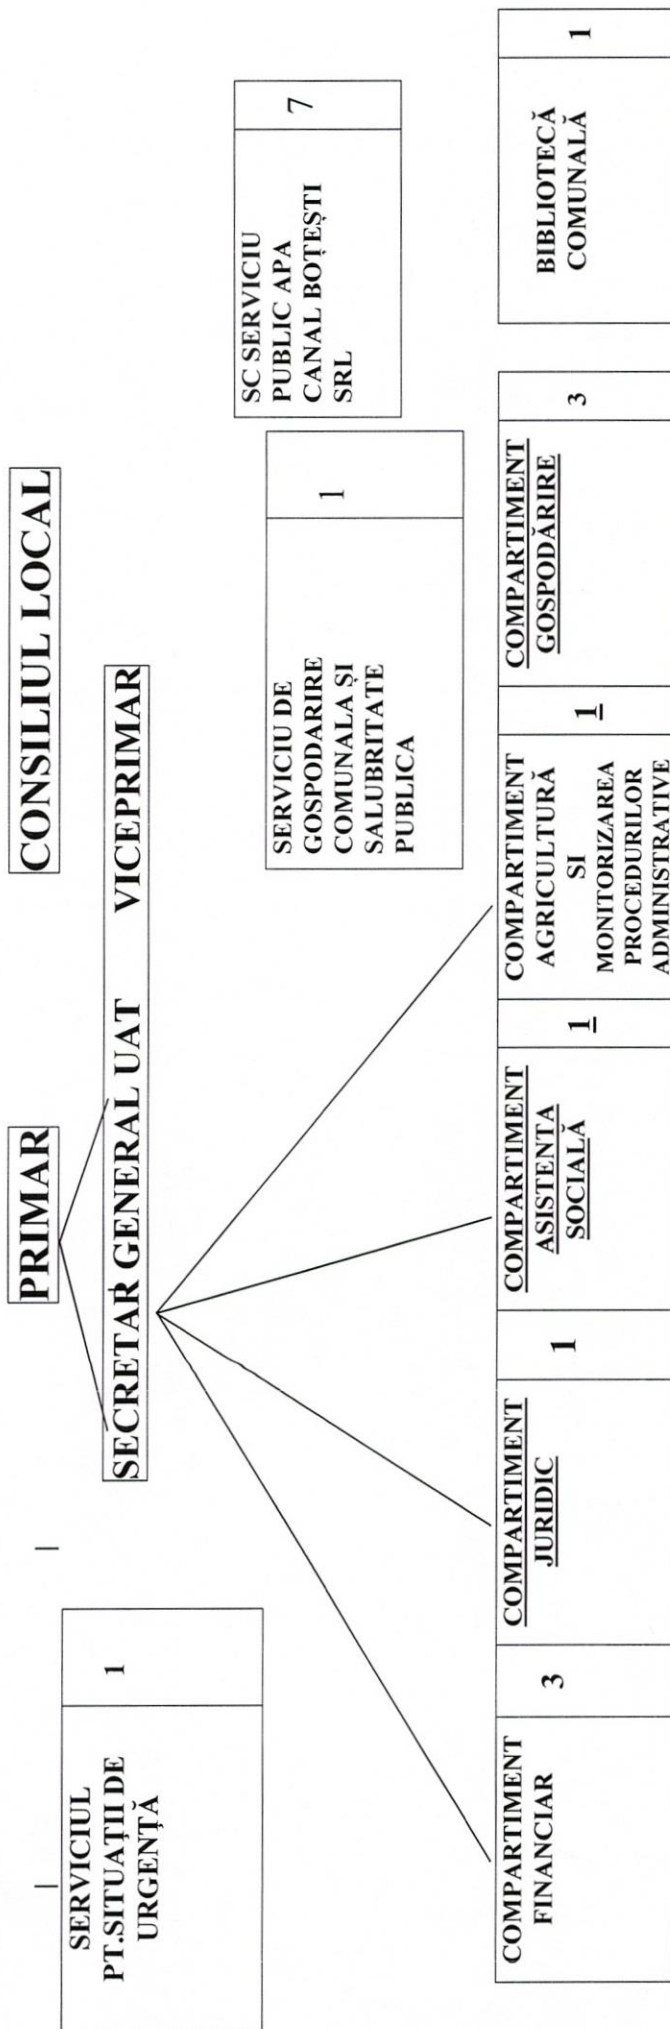 PRIMAR
CONSILIUL LOCAL
SECRETAR GENERAL UAT VICEPRIMAR
SERVICIUL
PT.SITUAȚII DE
URGENȚĂ
1
SERVICIU DE
GOSPODARIRE
COMUNALA ȘI
SALUBRITATE
PUBLICA
1
SC SERVICIU
PUBLIC APA
CANAL BOȚEȘTI
SRL
7
COMPARTIMENT
FINANCIAR
3
COMPARTIMENT
JURIDIC
1
COMPARTIMENT
ASISTENTA
SOCIALĂ
1
COMPARTIMENT
AGRICULTURĂ
SI
MONITORIZAREA
PROCEDURILOR
ADMINISTRATIVE
1
COMPARTIMENT
GOSPODĂRIRE
3
BIBLIOTECĂ
COMUNALĂ
1